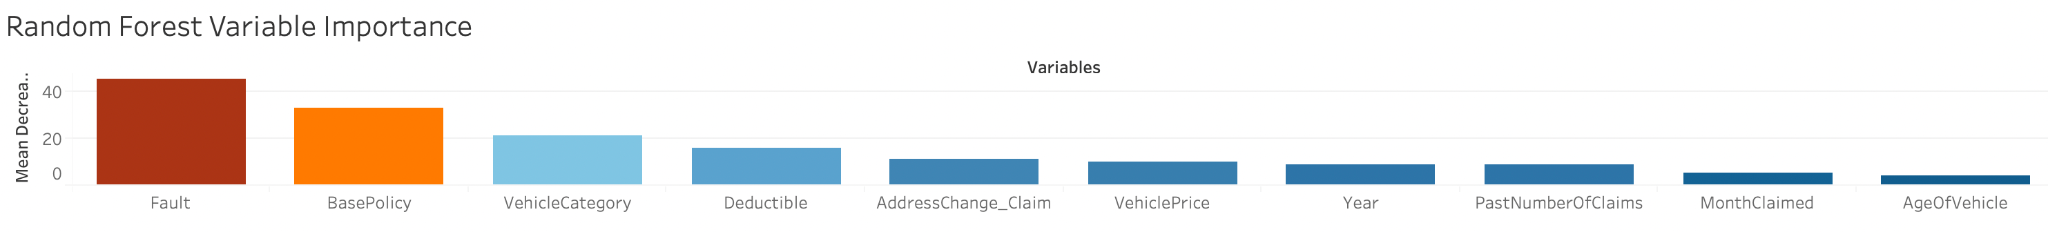 Random Forest Variable Importance
Variables
Mean Decrea..
40
20
0
Fault BasePolicy VehicleCategory Deductible AddressChange_Claim VehiclePrice Year PastNumberOfClaims MonthClaimed AgeOfVehicle